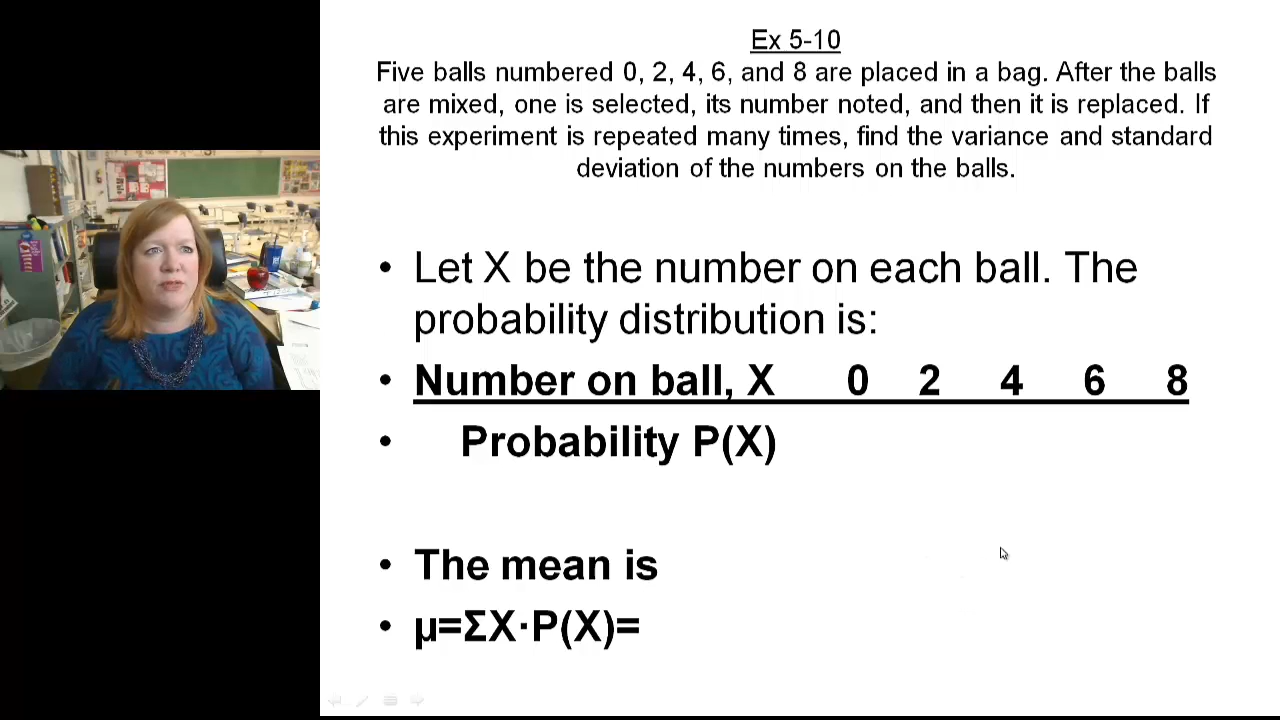 Ex 5-10
Five balls numbered 0, 2, 4, 6, and 8 are placed in a bag. After the balls
are mixed, one is selected, its number noted, and then it is replaced. If
this experiment is repeated many times, find the variance and standard
deviation of the numbers on the balls.
• Let X be the number on each ball. The
probability distribution is:
• Number on ball, X 0 2 4 6 8
• Probability P(X)
• The mean is
• μ=ΣX·P(X)=